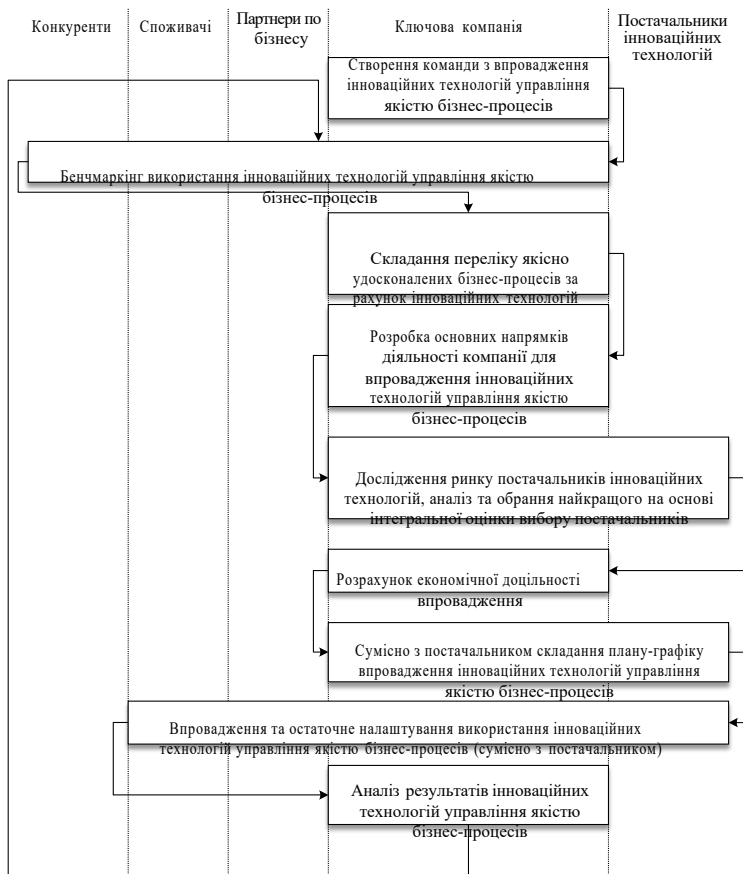 Конкуренти
Споживачі
Партнери по
бізнесу
Ключова компанія
Постачальники
інноваційних
технологій
Створення команди з впровадження
інноваційних технологій управління
якістю бізнес-процесів
Бенчмаркінг використання інноваційних технологій управління якістю
бізнес-процесів
Складання переліку якісно
удосконалених бізнес-процесів за
рахунок інноваційних технологій
Розробка основних напрямків
діяльності компанії для
впровадження інноваційних
технологій управління якістю
бізнес-процесів
Дослідження ринку постачальників інноваційних
технологій, аналіз та обрання найкращого на основі
інтегральної оцінки вибору постачальників
Розрахунок економічної доцільності
впровадження
Сумісно з постачальником складання плану-графіку
впровадження інноваційних технологій управління
якістю бізнес-процесів
Впровадження та остаточне налаштування використання інноваційних
технологій управління якістю бізнес-процесів (сумісно з постачальником)
Аналіз результатів інноваційних
технологій управління якістю
бізнес-процесів